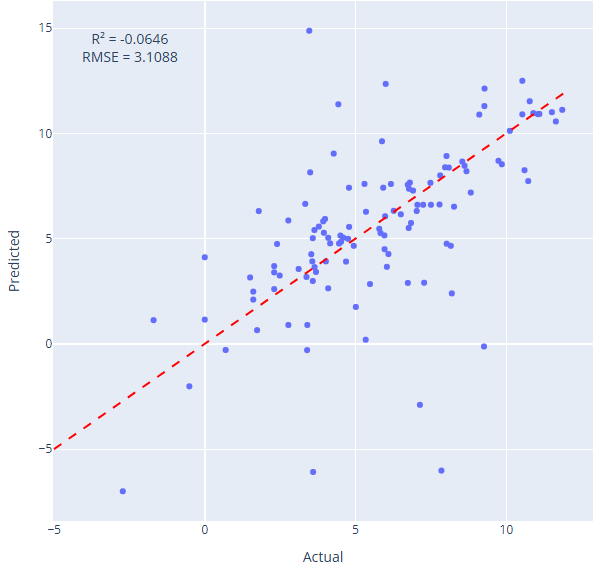 R² = -0.0646
RMSE = 3.1088
15
10
5
0
−5
−5 0 5 10
Predicted
Actual